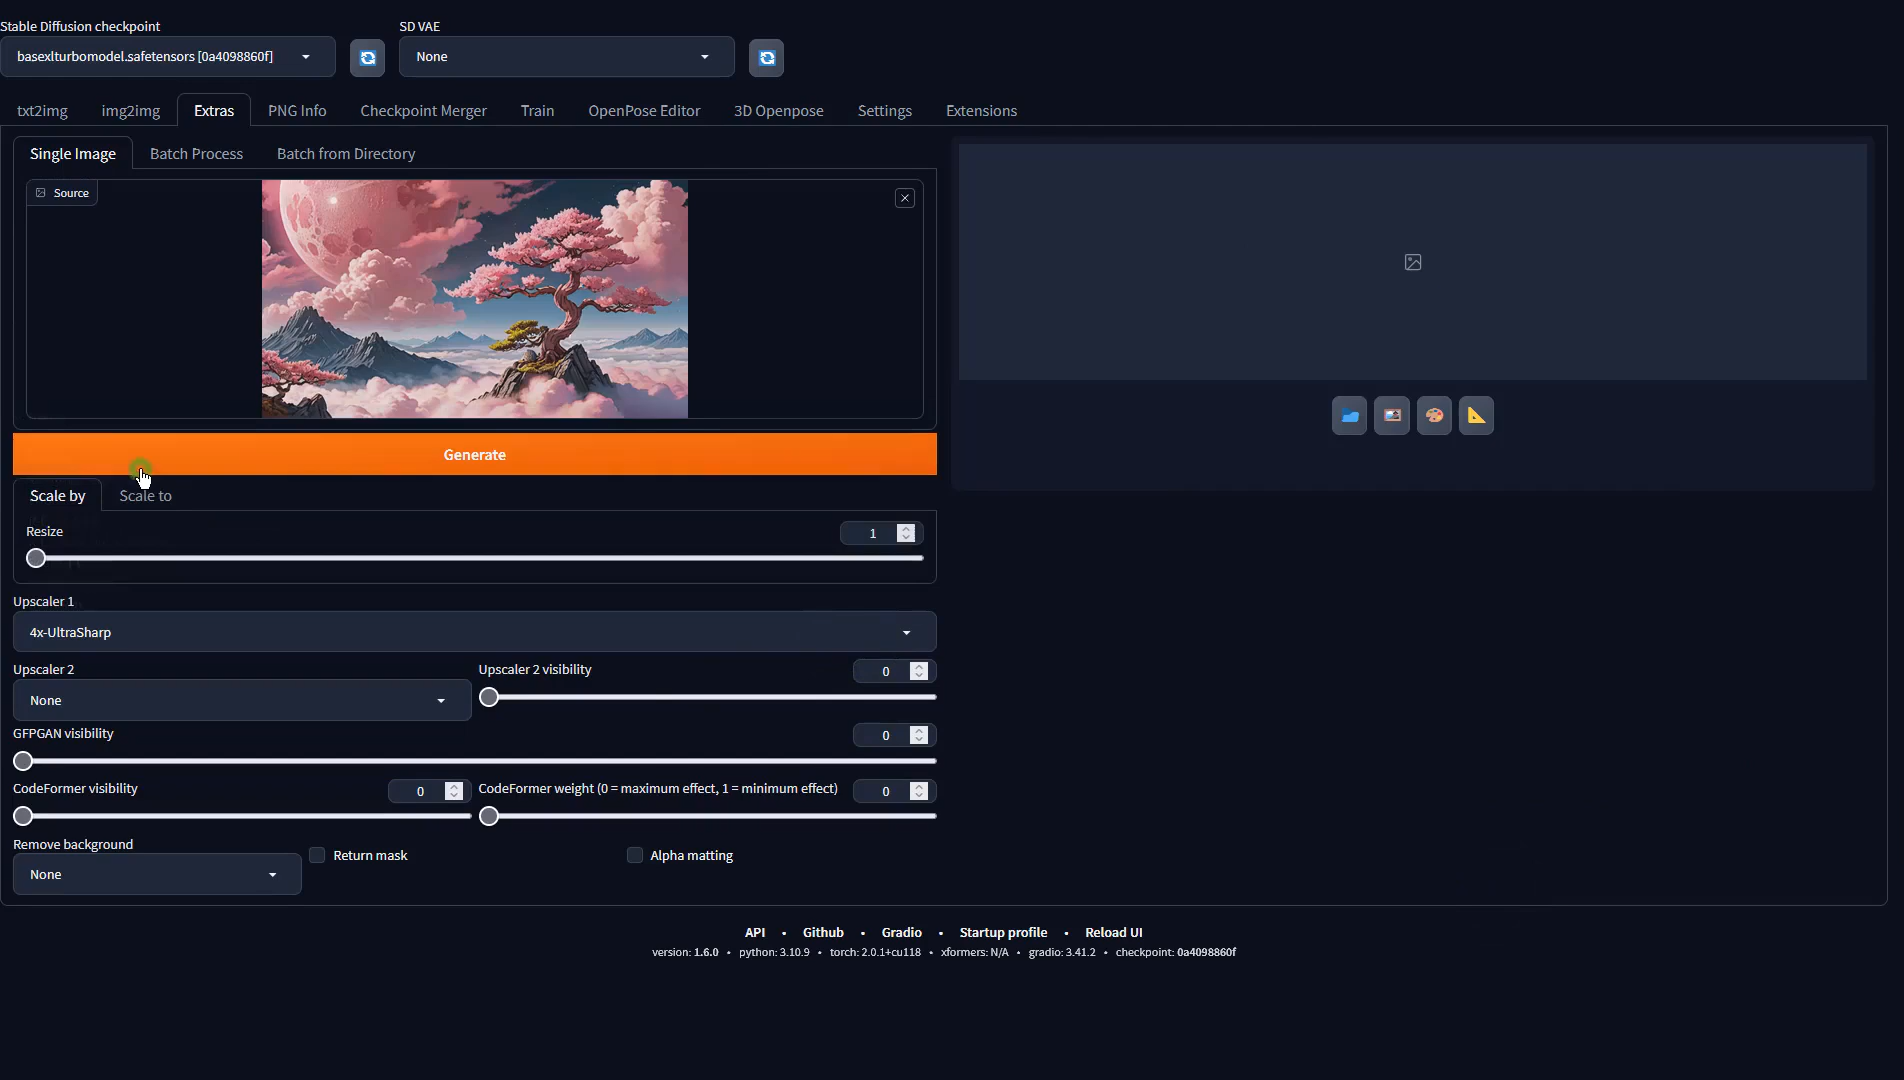 Stable Diffusion checkpoint
SD VAE
basexlturbomodel.safetensors [0a4098860f]
None
txt2img
img2img
Extras
PNG Info
Checkpoint Merger
Train
OpenPose Editor
3D Openpose
Settings
Extensions
Single Image
Batch Process
Batch from Directory
Source
Generate
Scale by
Scale to
Resize
1
Upscaler 1
4x-UltraSharp
Upscaler 2
None
Upscaler 2 visibility
0
GFPGAN visibility
0
CodeFormer visibility
0
CodeFormer weight (0 = maximum effect, 1 = minimum effect)
0
Remove background
None
Return mask
Alpha matting
API • Github • Gradio • Startup profile • Reload UI
version: 1.6.0 • python: 3.10.9 • torch: 2.0.1+cu118 • xformers: N/A • gradio: 3.41.2 • checkpoint: 0a4098860f